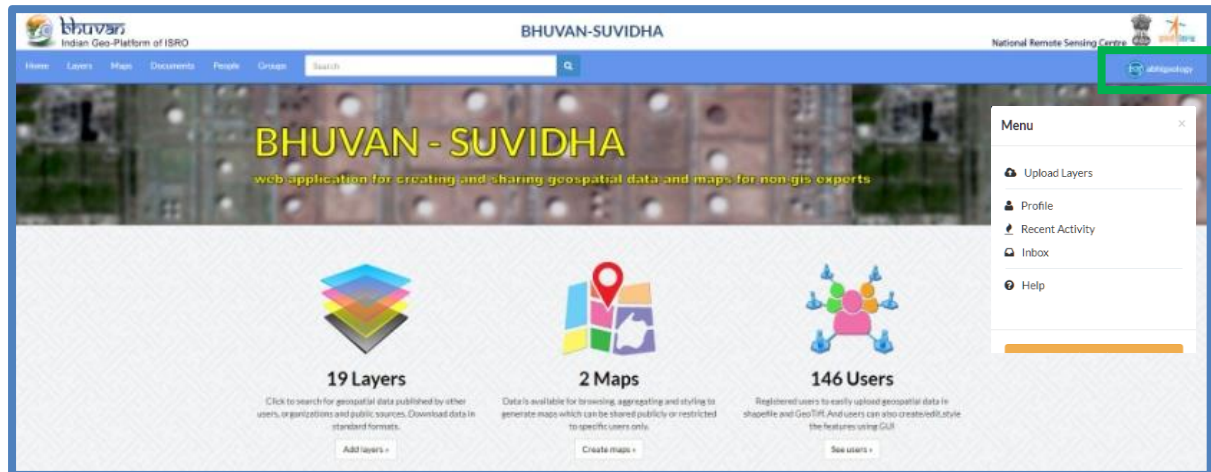 bhuvan
Indian Geo-Platform of ISRO
BHUVAN-SUVIDHA
National Remote Sensing Centre
Home Layers Maps Documents People Groups Search
abhigeology
BHUVAN - SUVIDHA
web application for creating and sharing geospatial data and maps for non gis experts
Menu ×
Upload Layers
Profile
Recent Activity
Inbox
Help
19 Layers
Click to search for geospatial data published by other
users, organizations and public sources. Download data in
standard formats.
Add layers »
2 Maps
Data is available for browsing, aggregating and styling to
generate maps which can be shared publicly or restricted
to specific users only.
Create maps »
146 Users
Registered users to easily upload geospatial data in
shapefile and GeoTiff. And users can also create/edit,style
the features using GUI
See users »